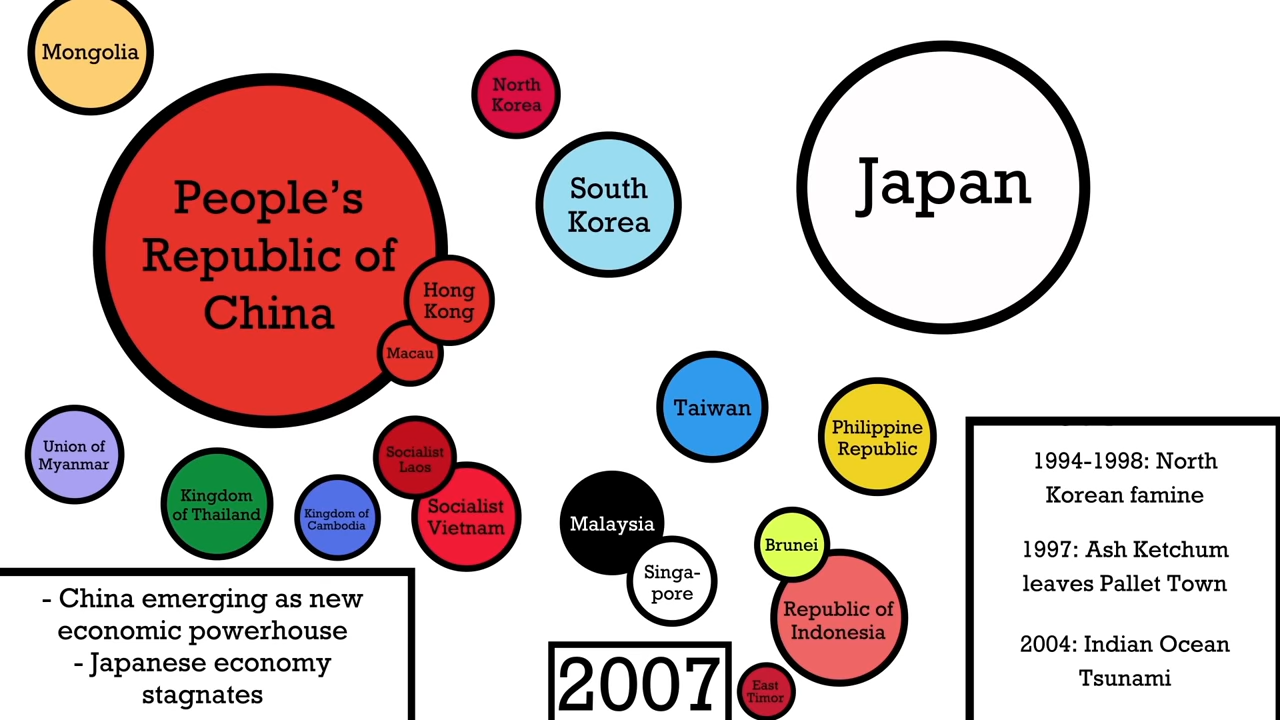 Mongolia
North
Korea
People's
Republic of
China
South
Korea
Japan
Hong
Kong
Macau
Taiwan
Philippine
Republic
Union of
Myanmar
Kingdom
of Thailand
Kingdom of
Cambodia
Socialist
Laos
Socialist
Vietnam
Malaysia
Singa-
pore
Brunei
Republic of
Indonesia
East
Timor
2007
- China emerging as new
economic powerhouse
- Japanese economy
stagnates
1994-1998: North
Korean famine
1997: Ash Ketchum
leaves Pallet Town
2004: Indian Ocean
Tsunami